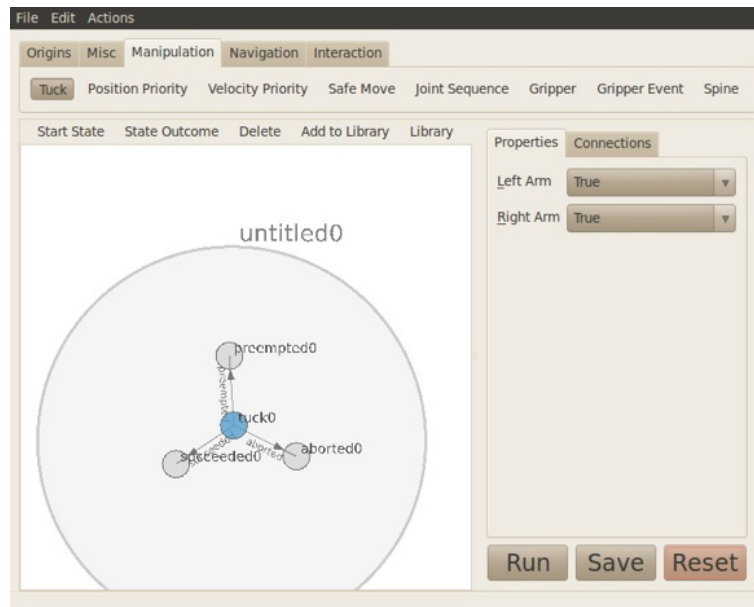 File Edit Actions
Origins Misc Manipulation Navigation Interaction
Tuck Position Priority Velocity Priority Safe Move Joint Sequence Gripper Gripper Event Spine
Start State State Outcome Delete Add to Library Library
Properties Connections
Left Arm True
Right Arm True
untitled0
preempted0
preempted
tuck0
succeeded
aborted
succeeded0
aborted0
Run Save Reset